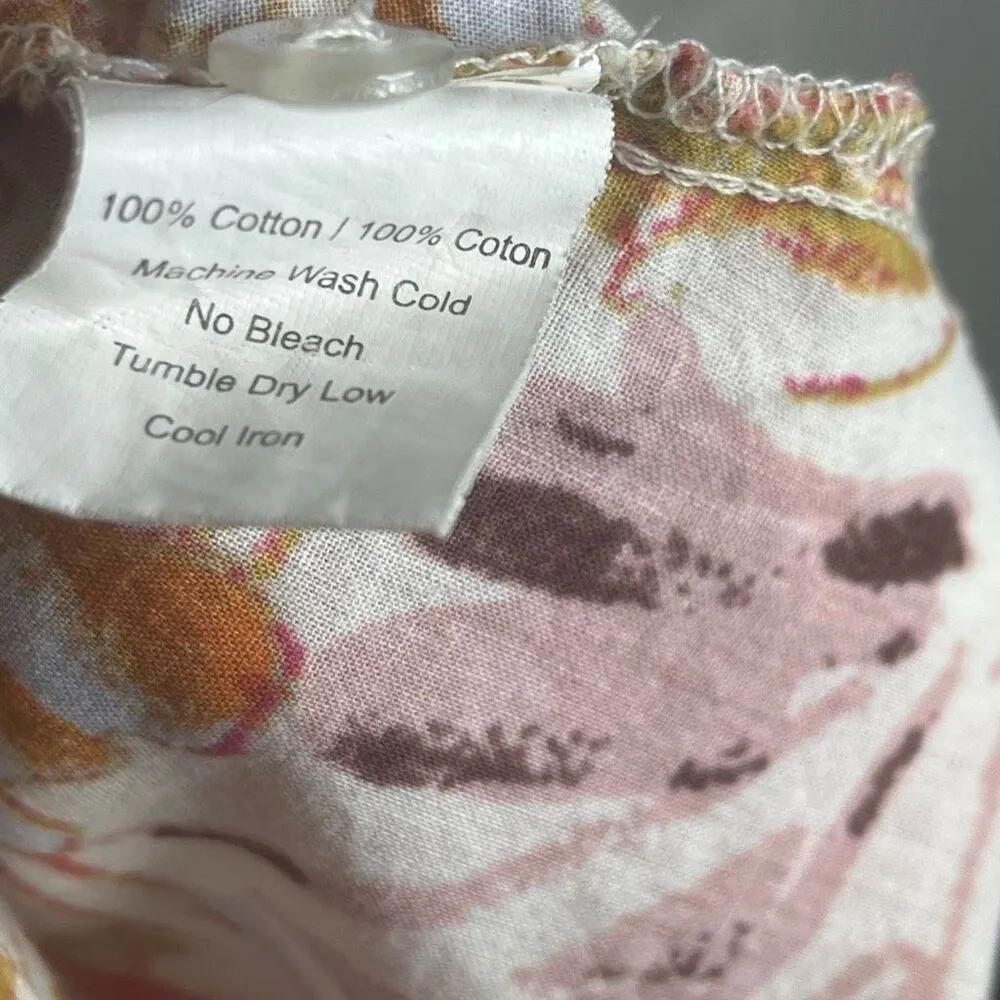 100% Cotton / 100% Coton
Machine Wash Cold
No Bleach
Tumble Dry Low
Cool Iron